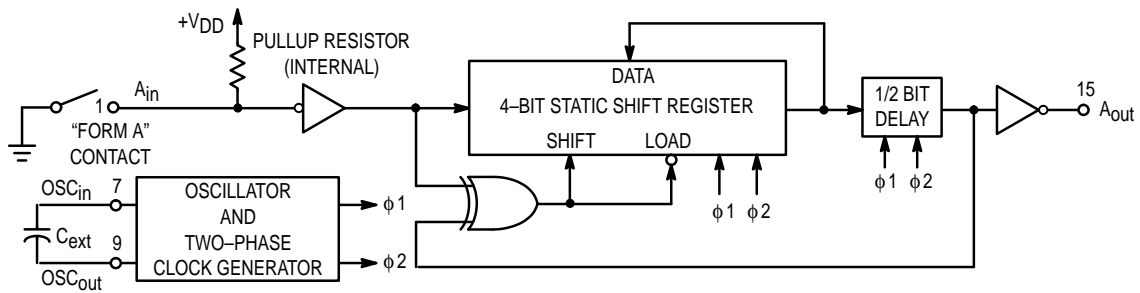 +VDD
PULLUP RESISTOR
(INTERNAL)
Ain
1
"FORM A"
CONTACT
DATA
4–BIT STATIC SHIFT REGISTER
SHIFT
LOAD
ϕ1
ϕ2
1/2 BIT
DELAY
ϕ1
ϕ2
15
Aout
OSCin
7
Cext
9
OSCout
OSCILLATOR
AND
TWO–PHASE
CLOCK GENERATOR
ϕ1
ϕ2